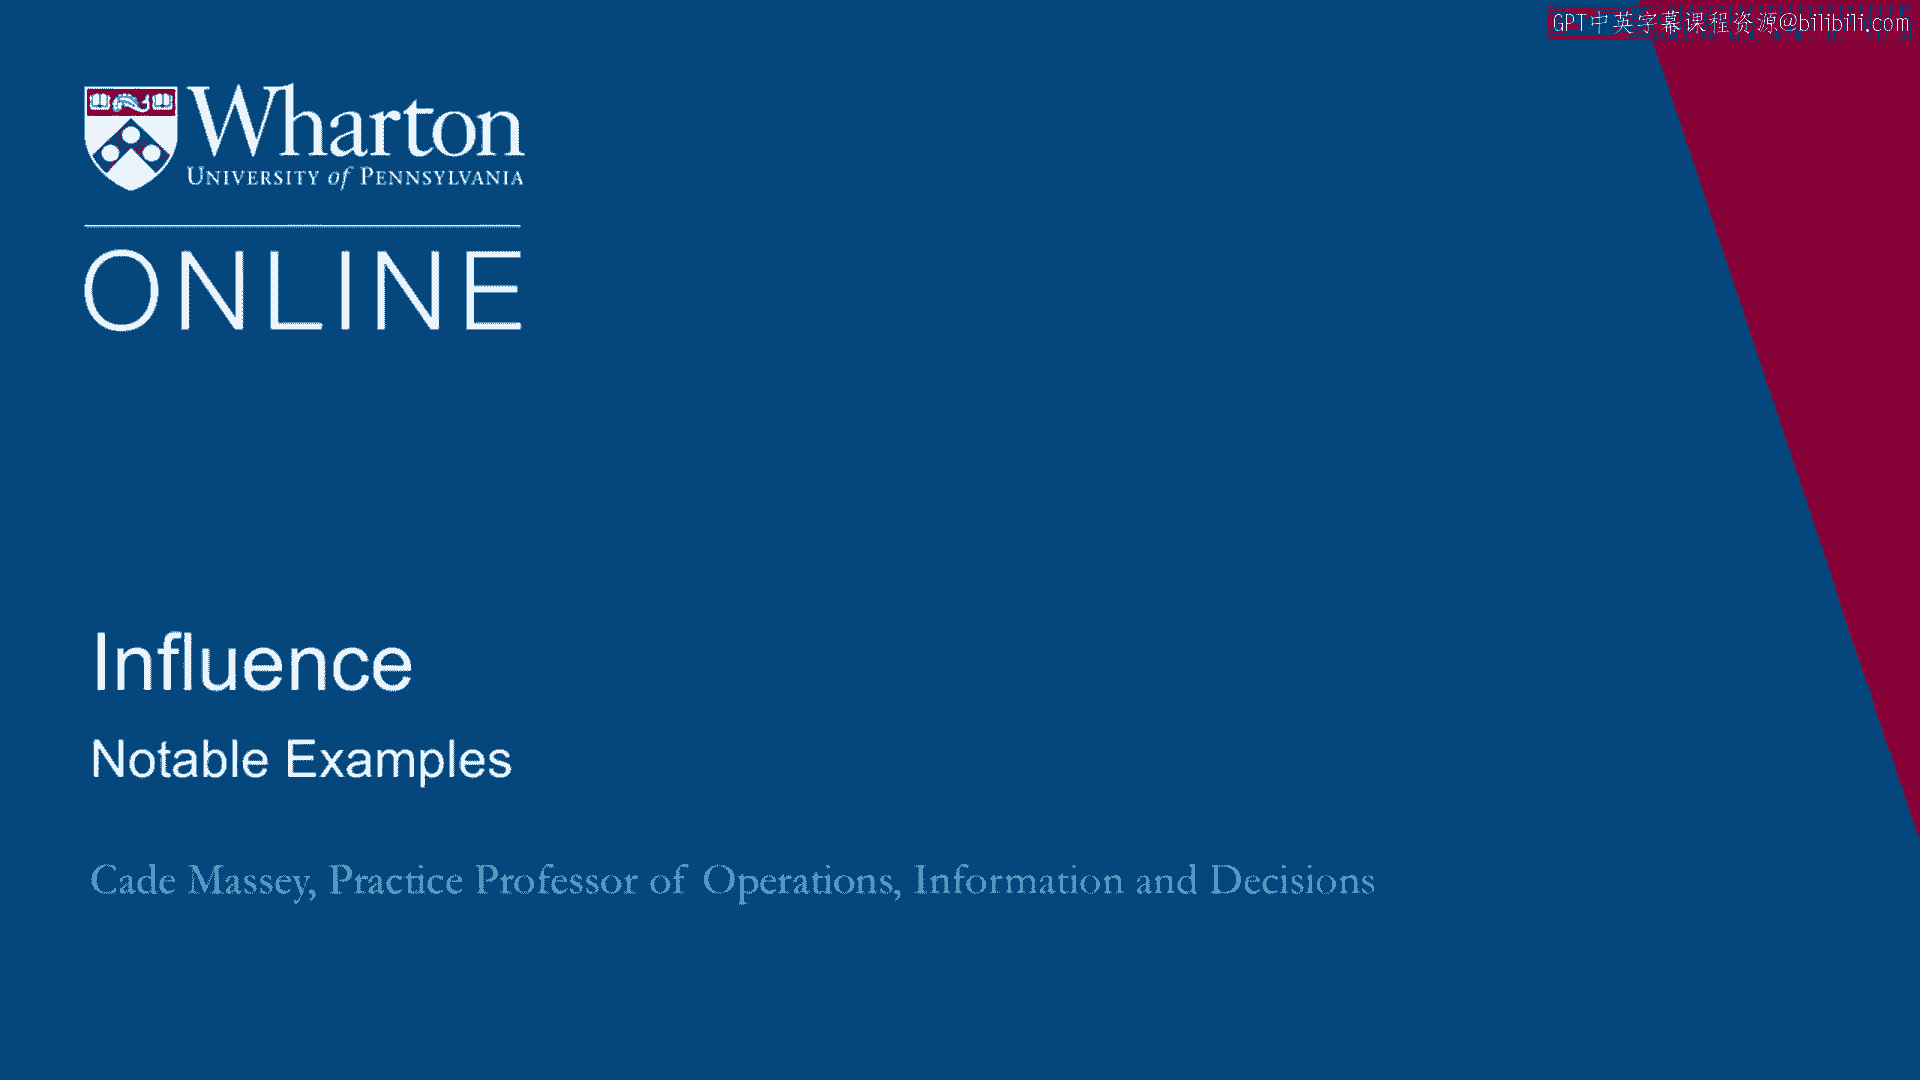 GPT中英字幕课程资源@bilibili.com
Wharton
UNIVERSITY of PENNSYLVANIA
ONLINE
Influence
Notable Examples
Cade Massey, Practice Professor of Operations, Information and Decisions